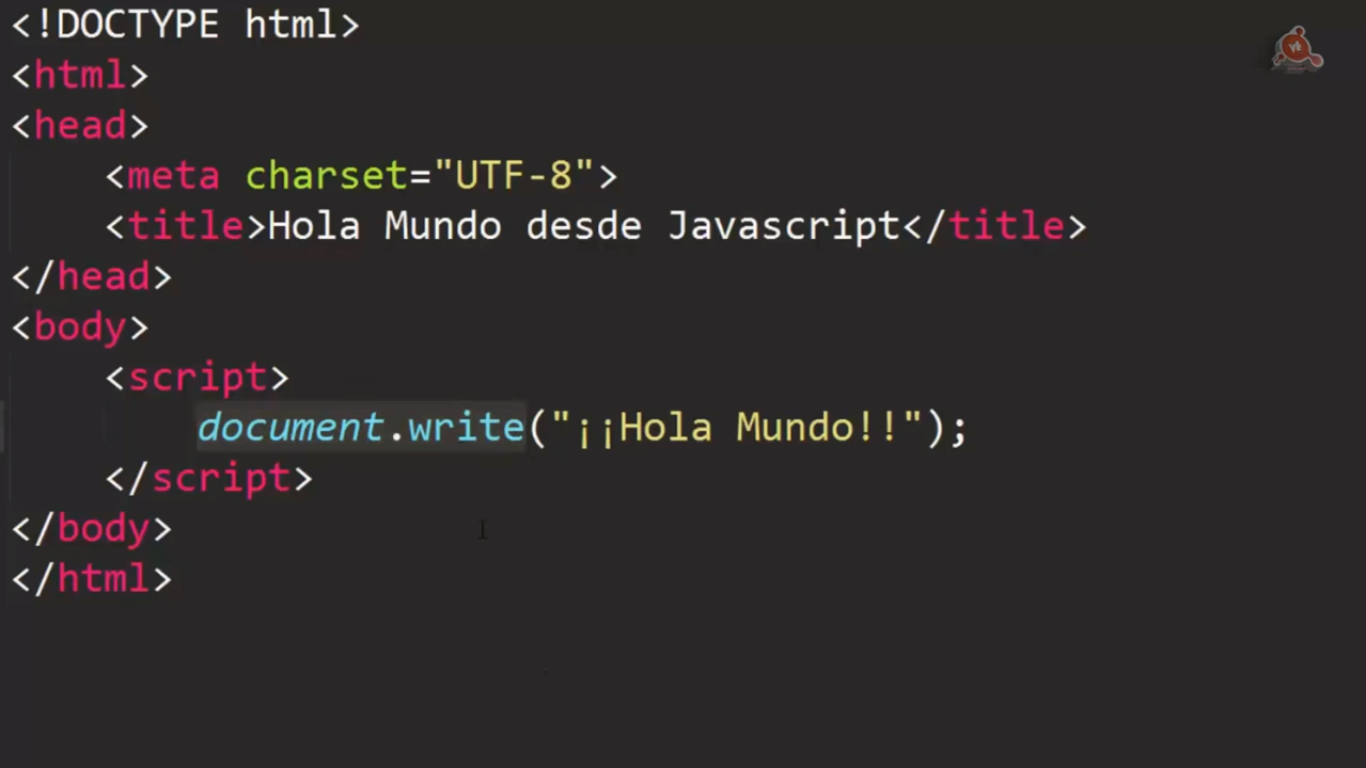 <!DOCTYPE html>
<html>
<head>
    <meta charset="UTF-8">
    <title>Hola Mundo desde Javascript</title>
</head>
<body>
    <script>
        document.write("¡¡Hola Mundo!!");
    </script>
</body>
</html>